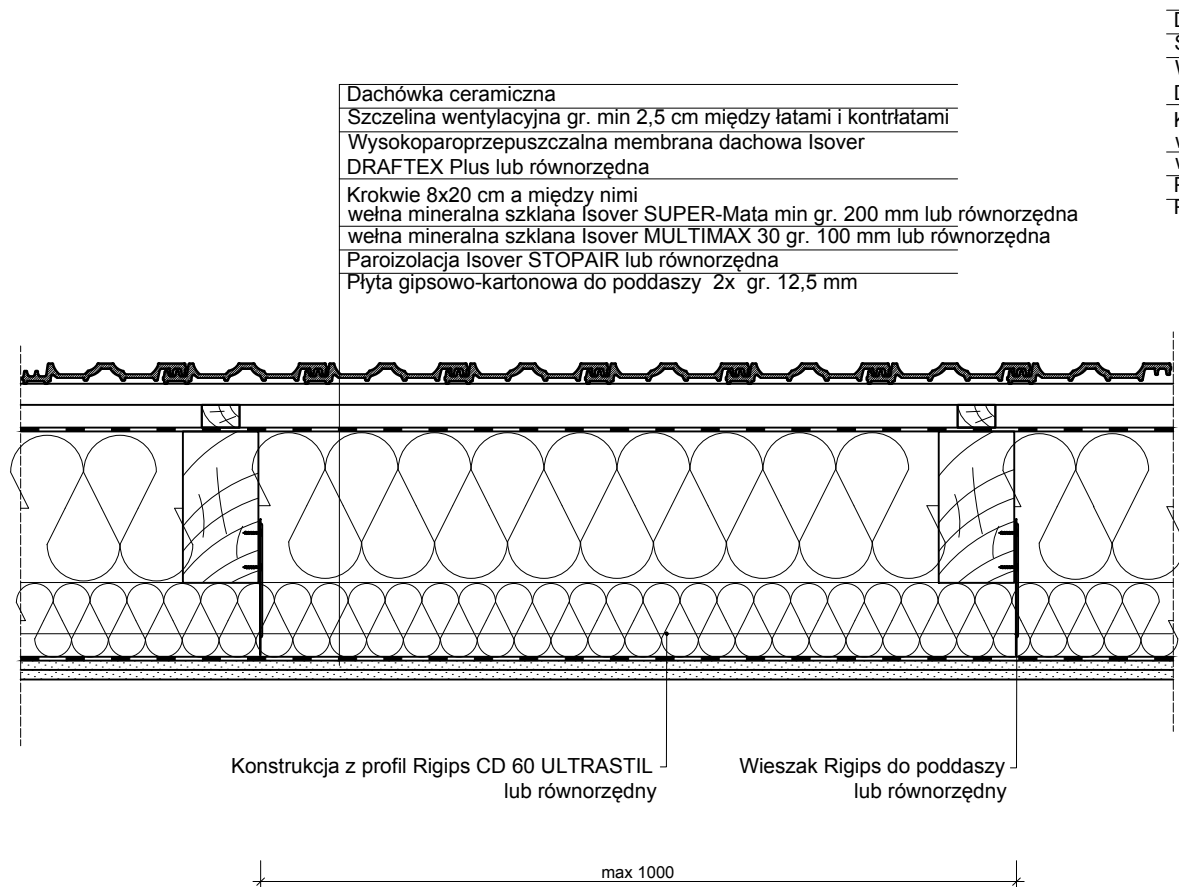 Dachówka ceramiczna
Szczelina wentylacyjna gr. min 2,5 cm między łatami i kontrłatami
Wysokoparoprzepuszczalna membrana dachowa Isover
DRAFTEX Plus lub równorzędna
Krokwie 8x20 cm a między nimi
wełna mineralna szklana Isover SUPER-Mata min gr. 200 mm lub równorzędna
wełna mineralna szklana Isover MULTIMAX 30 gr. 100 mm lub równorzędna
Paroizolacja Isover STOPAIR lub równorzędna
Płyta gipsowo-kartonowa do poddaszy 2x gr. 12,5 mm
Konstrukcja z profil Rigips CD 60 ULTRASTIL
lub równorzędny
Wieszak Rigips do poddaszy
lub równorzędny
max 1000